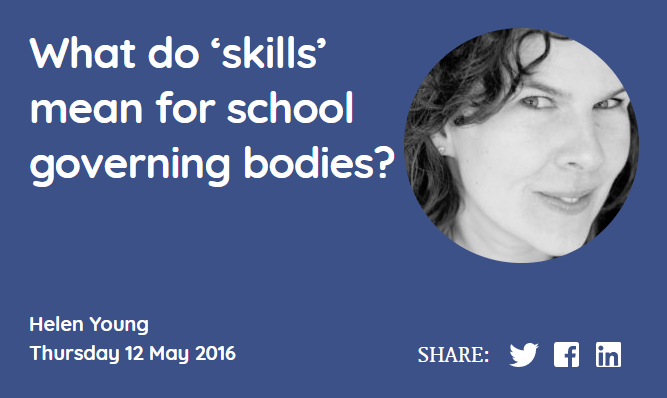 What do ‘skills’
mean for school
governing bodies?
Helen Young
Thursday 12 May 2016
SHARE: